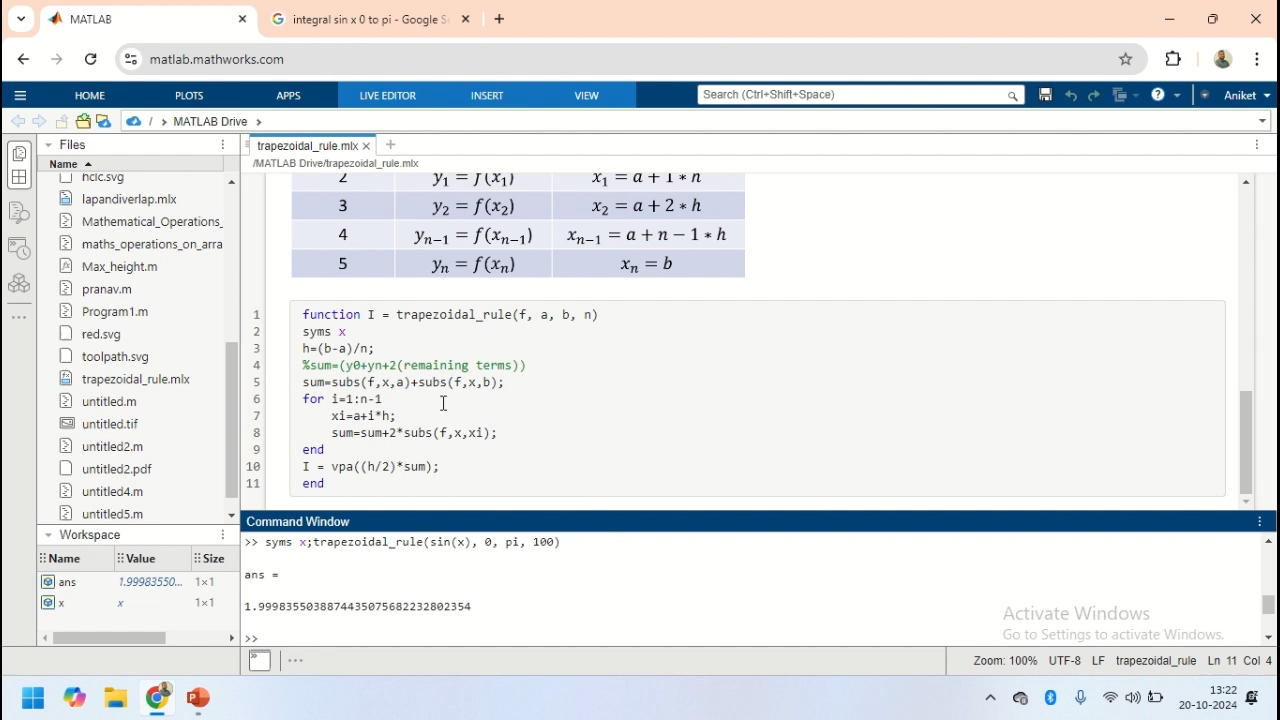 MATLAB
integral sin x 0 to pi - Google S
matlab.mathworks.com
HOME PLOTS APPS LIVE EDITOR INSERT VIEW
Search (Ctrl+Shift+Space)
Aniket
/ > MATLAB Drive >
Files
trapezoidal_rule.mlx
Name
/MATLAB Drive/trapezoidal_rule.mlx
hclc.svg
lapandiverlap.mlx
Mathematical_Operations_
maths_operations_on_arra
Max_height.m
pranav.m
Program1.m
red.svg
toolpath.svg
trapezoidal_rule.mlx
untitled.m
untitled.tif
untitled2.m
untitled2.pdf
untitled4.m
untitled5.m
2 y₁ = f(x₁) x₁ = a + 1 * h
3 y₂ = f(x₂) x₂ = a + 2 * h
4 yₙ₋₁ = f(xₙ₋₁) xₙ₋₁ = a + n − 1 * h
5 yₙ = f(xₙ) xₙ = b
1 function I = trapezoidal_rule(f, a, b, n)
2 syms x
3 h=(b-a)/n;
4 %sum=(y0+yn+2(remaining terms))
5 sum=subs(f,x,a)+subs(f,x,b);
6 for i=1:n-1
7 xi=a+i*h;
8 sum=sum+2*subs(f,x,xi);
9 end
10 I = vpa((h/2)*sum);
11 end
Workspace
Name Value Size
ans 1.99983550... 1×1
x x 1×1
Command Window
>> syms x;trapezoidal_rule(sin(x), 0, pi, 100)
ans =
1.9998355038874435075682232802354
>>
Activate Windows
Go to Settings to activate Windows.
Zoom: 100% UTF-8 LF trapezoidal_rule Ln 11 Col 4
13:22
20-10-2024